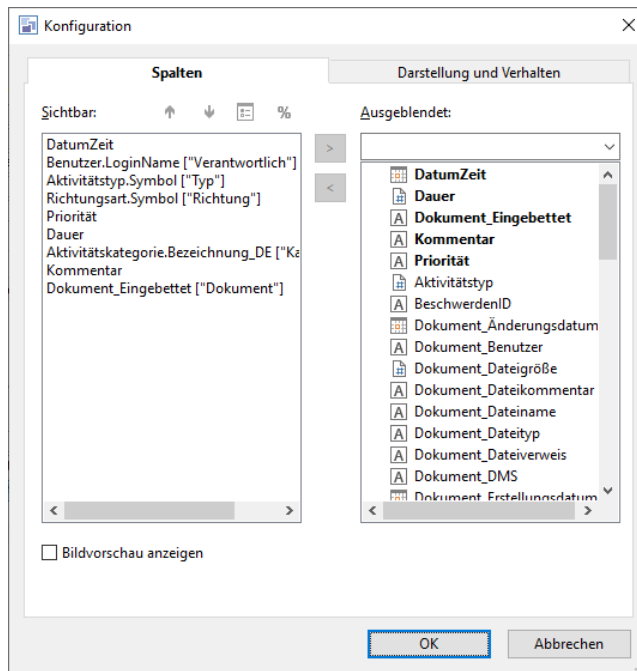 Konfiguration
Spalten
Darstellung und Verhalten
Sichtbar:
%
Ausgeblendet:
>
<
DatumZeit
Benutzer.LoginName ["Verantwortlich"]
Aktivitätstyp.Symbol ["Typ"]
Richtungsart.Symbol ["Richtung"]
Priorität
Dauer
Aktivitätskategorie.Bezeichnung_DE ["Ka
Kommentar
Dokument_Eingebettet ["Dokument"]
DatumZeit
# Dauer
A Dokument_Eingebettet
A Kommentar
A Priorität
# Aktivitätstyp
A BeschwerdenID
Dokument_Änderungsdatum
A Dokument_Benutzer
# Dokument_Dateigröße
A Dokument_Dateikommentar
A Dokument_Dateiname
A Dokument_Dateityp
A Dokument_Dateiverweis
A Dokument_DMS
Dokument_Erstellungsdatum
Bildvorschau anzeigen
OK
Abbrechen